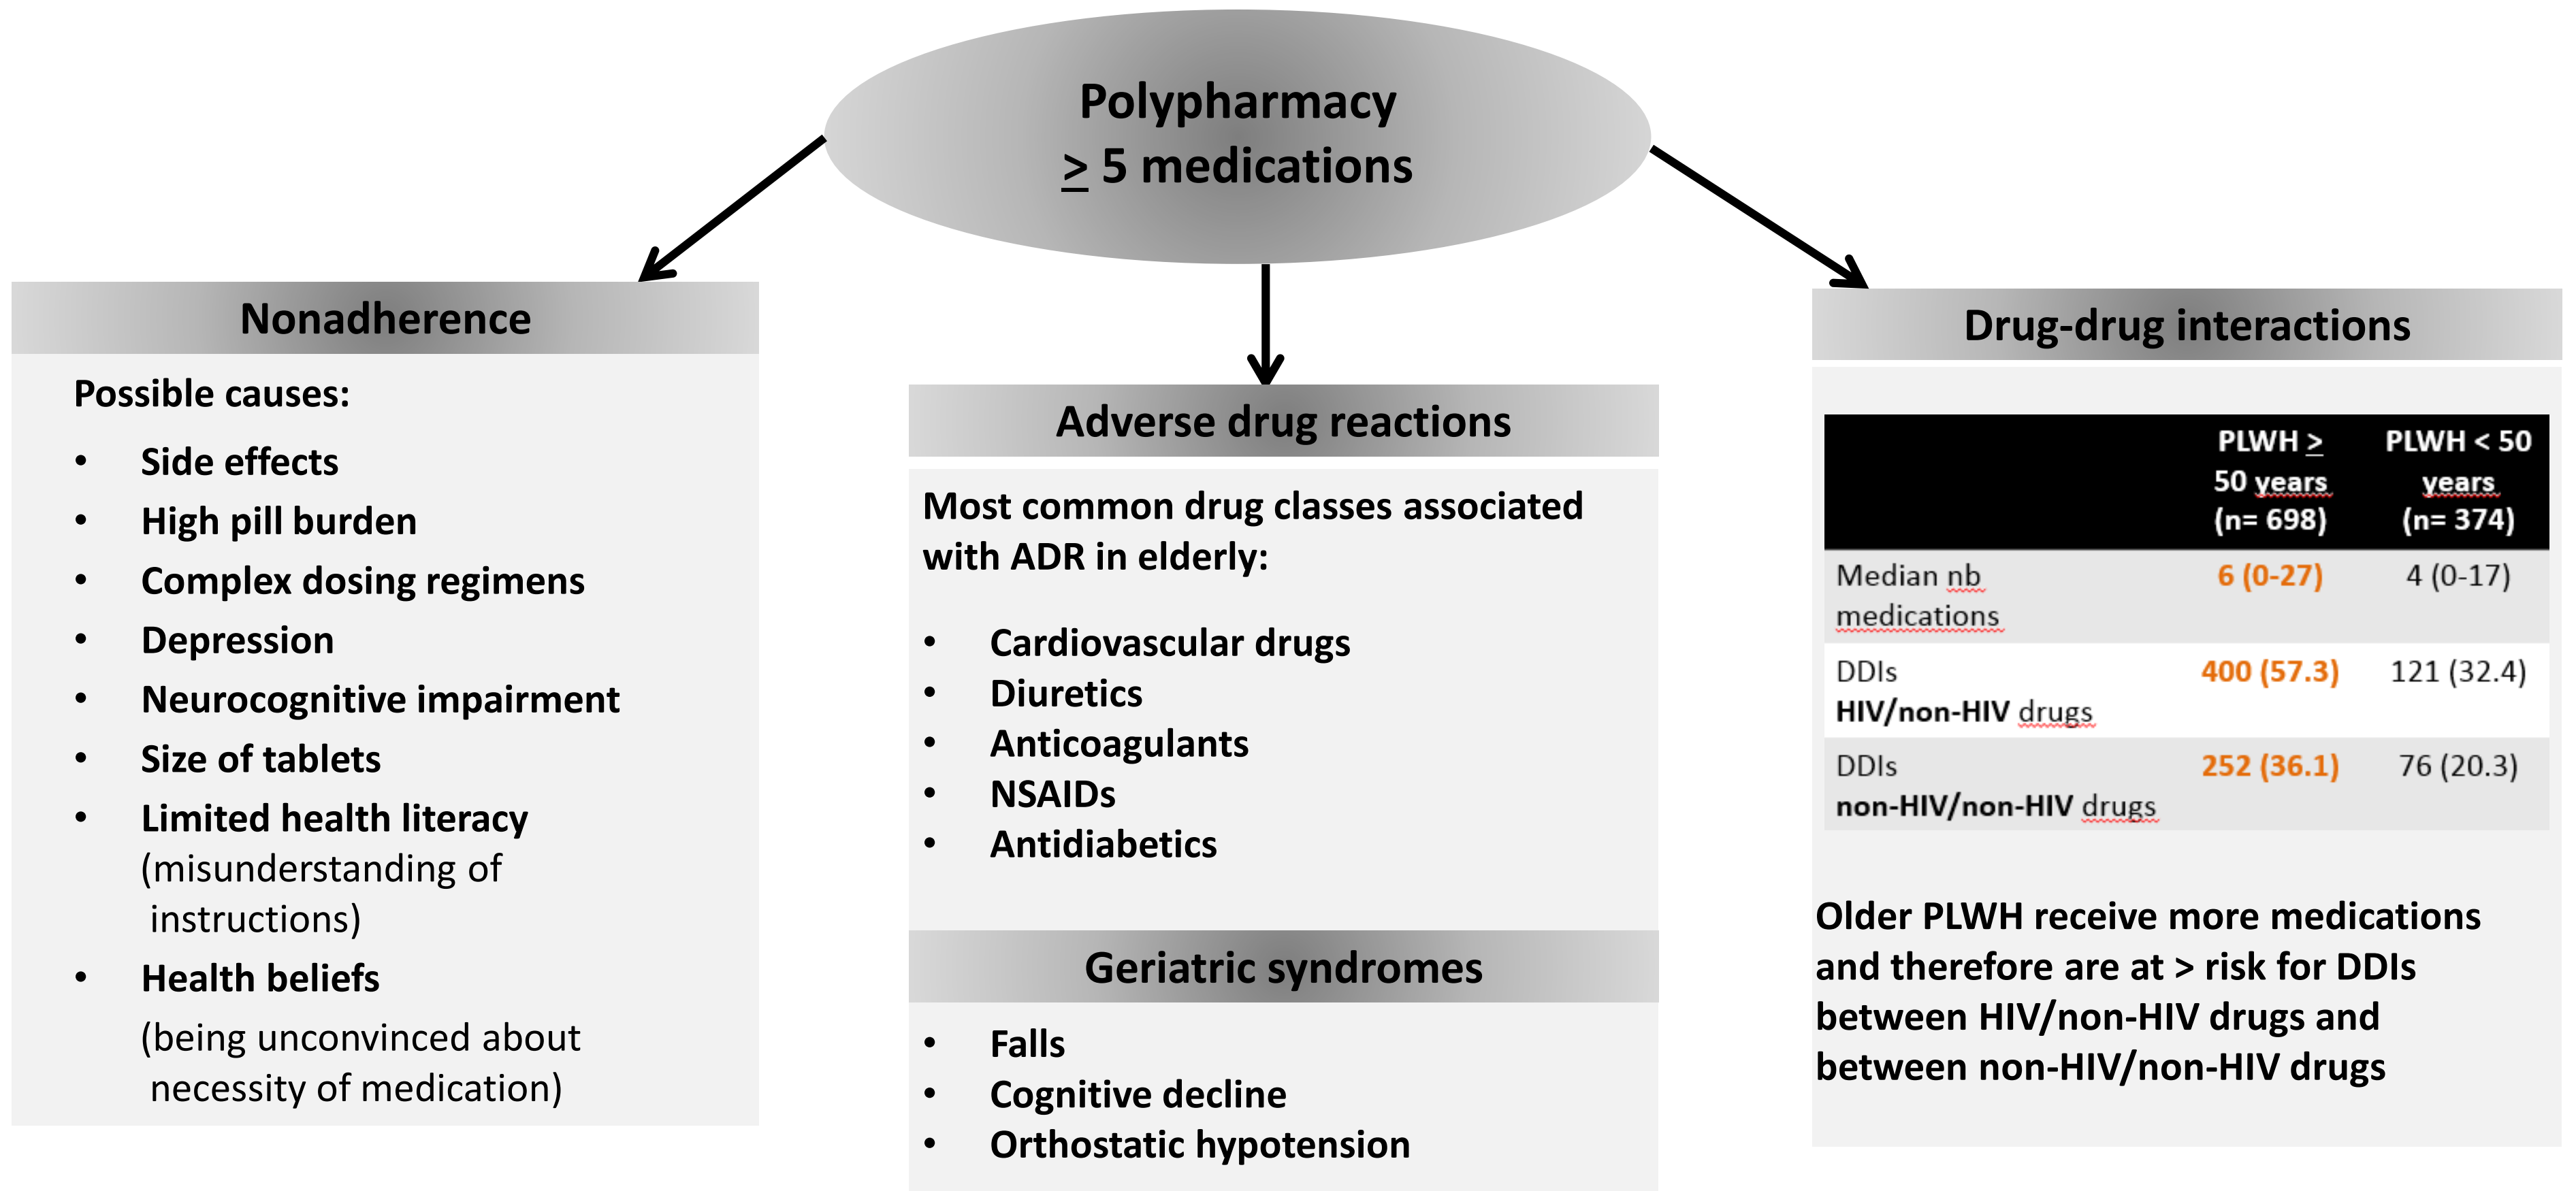 Polypharmacy
≥ 5 medications
Nonadherence
Possible causes:
• Side effects
• High pill burden
• Complex dosing regimens
• Depression
• Neurocognitive impairment
• Size of tablets
• Limited health literacy
(misunderstanding of
instructions)
• Health beliefs
(being unconvinced about
necessity of medication)
Adverse drug reactions
Most common drug classes associated
with ADR in elderly:
• Cardiovascular drugs
• Diuretics
• Anticoagulants
• NSAIDs
• Antidiabetics
Geriatric syndromes
• Falls
• Cognitive decline
• Orthostatic hypotension
Drug-drug interactions
PLWH ≥
50 years
(n= 698)
PLWH < 50
years
(n= 374)
Median nb
medications
6 (0-27)
4 (0-17)
DDIs
HIV/non-HIV drugs
400 (57.3)
121 (32.4)
DDIs
non-HIV/non-HIV drugs
252 (36.1)
76 (20.3)
Older PLWH receive more medications
and therefore are at > risk for DDIs
between HIV/non-HIV drugs and
between non-HIV/non-HIV drugs